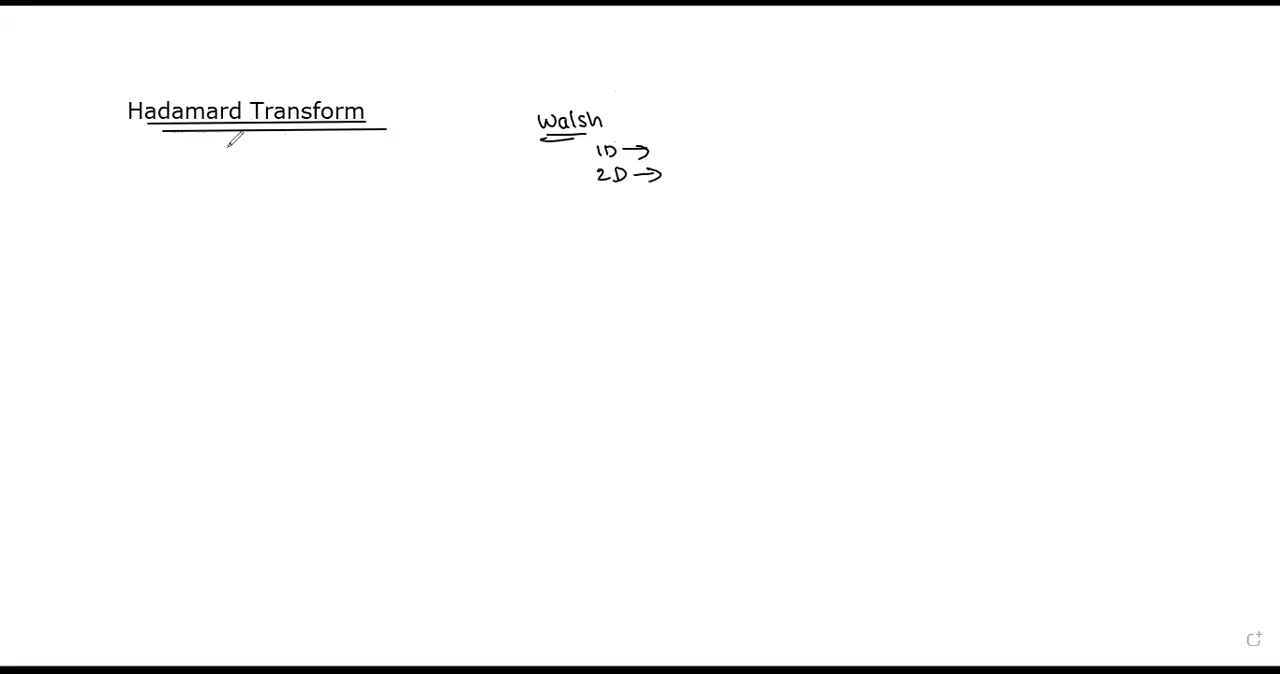 Hadamard Transform
Walsh
1D →
2D →